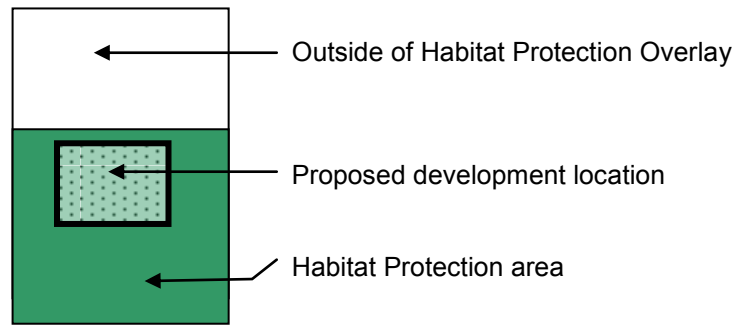 Outside of Habitat Protection Overlay
Proposed development location
Habitat Protection area